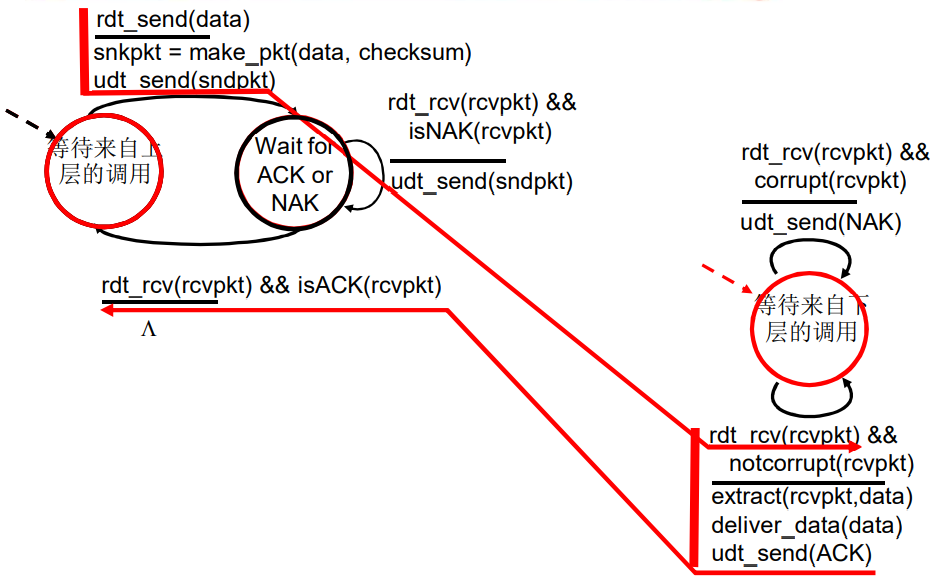 rdt_send(data)
snkpkt = make_pkt(data, checksum)
udt_send(sndpkt)
等待来自上
层的调用
Wait for
ACK or
NAK
rdt_rcv(rcvpkt) &&
isNAK(rcvpkt)
udt_send(sndpkt)
rdt_rcv(rcvpkt) && isACK(rcvpkt)
Λ
rdt_rcv(rcvpkt) &&
corrupt(rcvpkt)
udt_send(NAK)
等待来自下
层的调用
rdt_rcv(rcvpkt) &&
notcorrupt(rcvpkt)
extract(rcvpkt,data)
deliver_data(data)
udt_send(ACK)